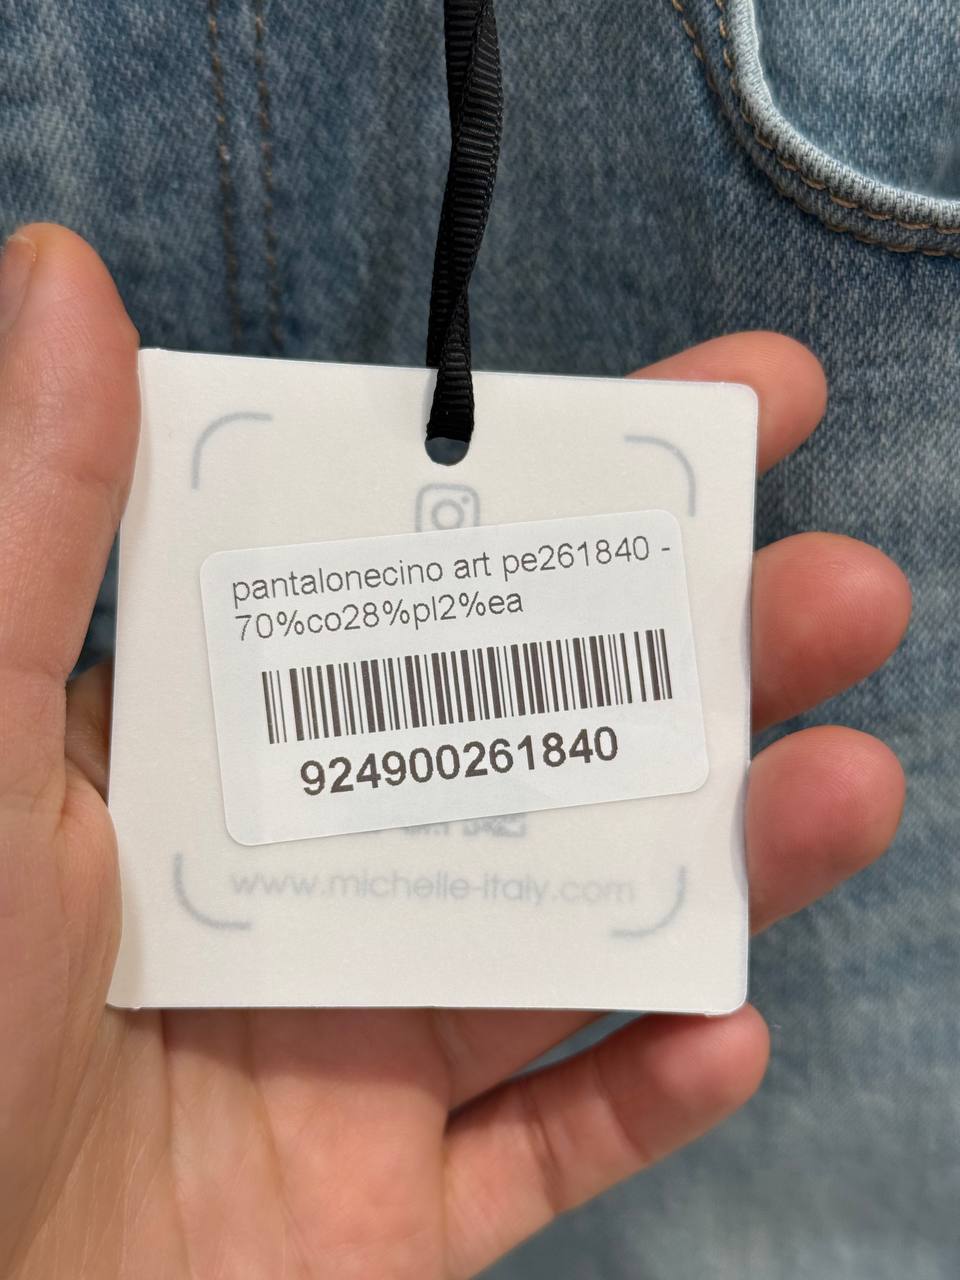 pantalonecino art pe261840 -
70%co28%pl2%ea
924900261840
www.michelle-italy.com